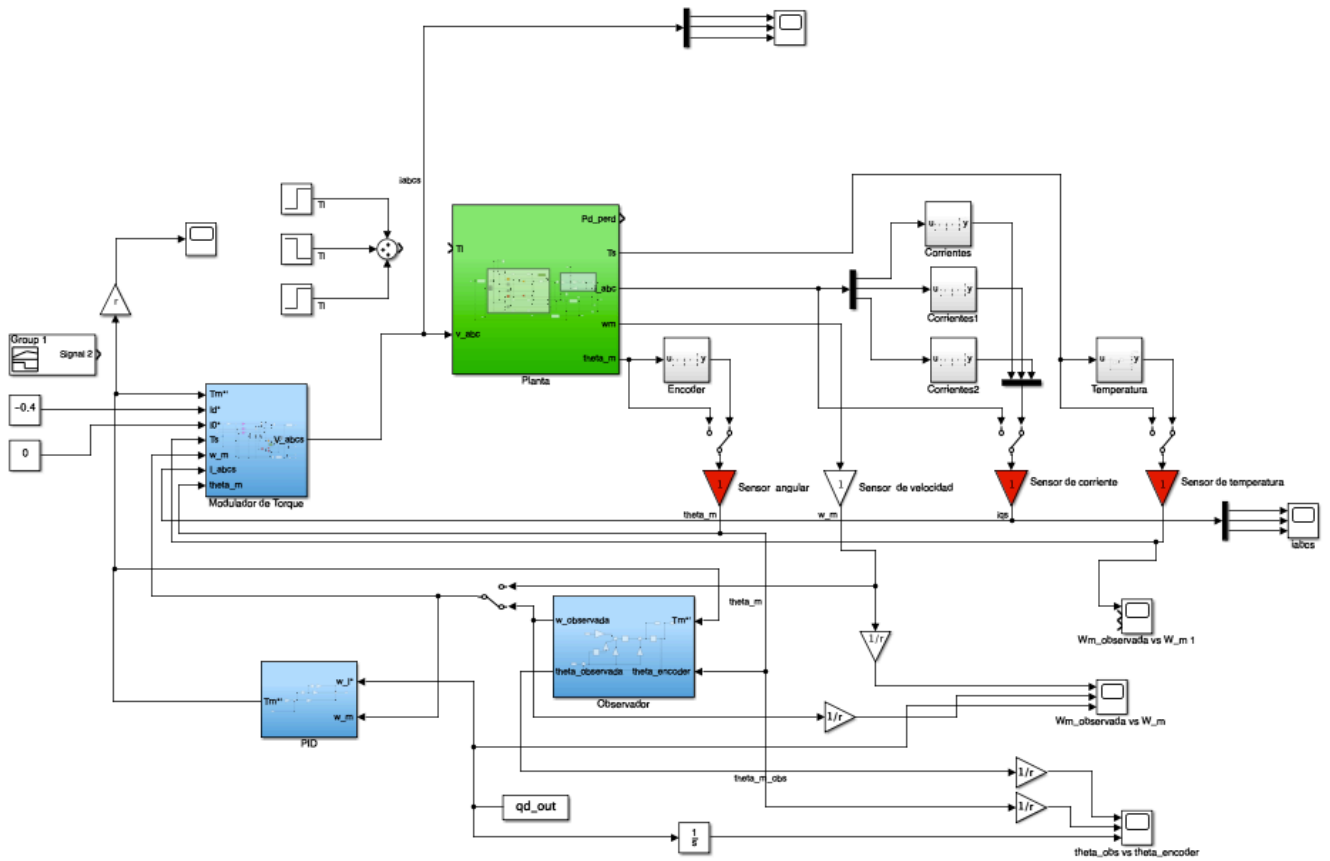 iabcs
Tl
Tl
Tl
r
Group 1
Signal 2
-0.4
0
Tm*'
Id*
I0*
Ts
w_m
I_abcs
theta_m
V_abcs
Modulador de Torque
Tl
v_abc
Pd_perd
Ts
i_abc
wm
theta_m
Planta
u
y
Encoder
u
y
Corrientes
u
y
Corrientes1
u
y
Corrientes2
u
y
Temperatura
1
Sensor angular
1
Sensor de velocidad
1
Sensor de corriente
1
Sensor de temperatura
theta_m
w_m
iqs
iabcs
theta_m
w_observada
Tm*'
theta_observada
theta_encoder
Observador
1/r
Wm_observada vs W_m 1
w_l*
Tm*'
w_m
PID
1/r
Wm_observada vs W_m
theta_m_obs
1/r
qd_out
1/r
1
s
theta_obs vs theta_encoder